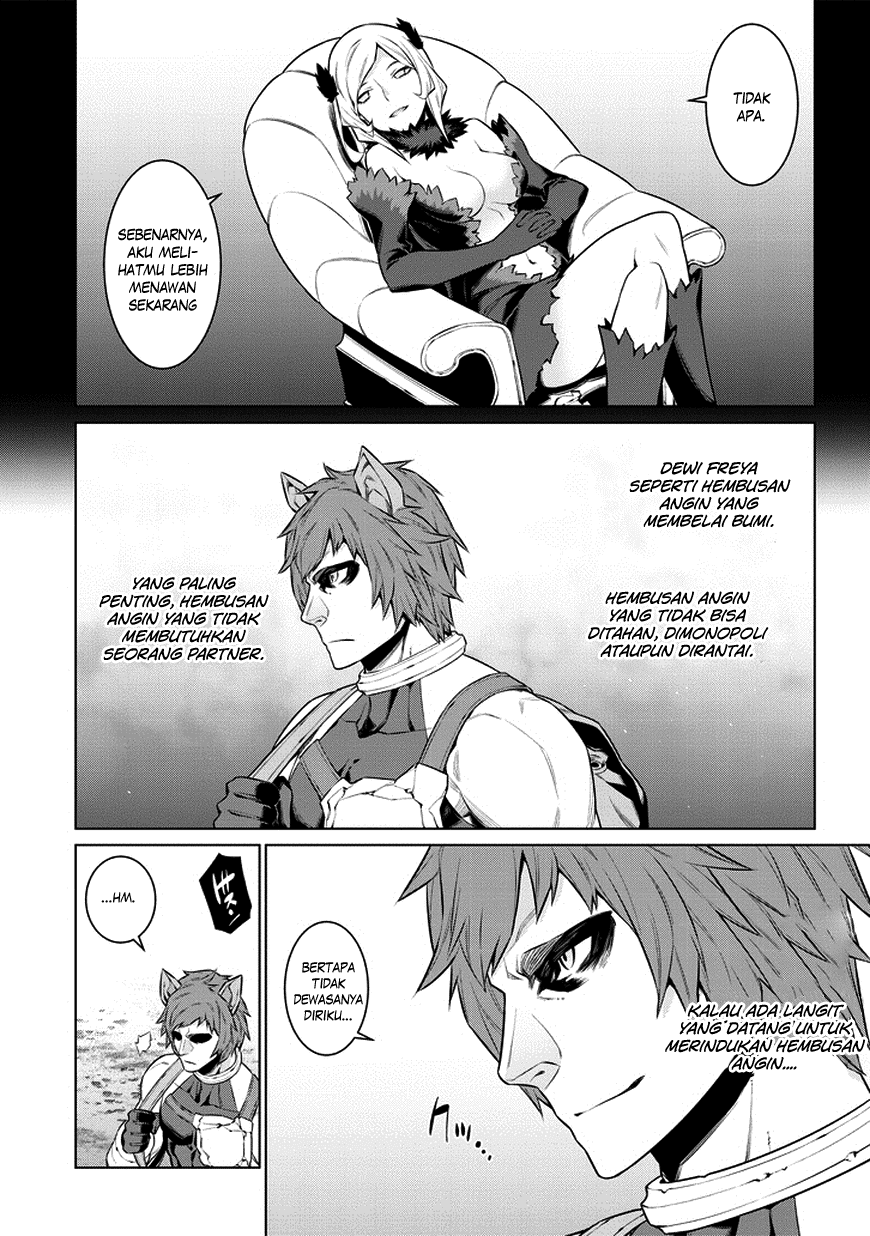 TIDAK
APA.
SEBENARNYA,
AKU MELI-
HATMU LEBIH
MENAWAN
SEKARANG
DEWI FREYA
SEPERTI HEMBUSAN
ANGIN YANG
MEMBELAI BUMI.
HEMBUSAN ANGIN
YANG TIDAK BISA
DITAHAN, DIMONOPOLI
ATAUPUN DIRANTAI.
YANG PALING
PENTING, HEMBUSAN
ANGIN YANG TIDAK
MEMBUTUHKAN
SEORANG PARTNER.
KALAU ADA LANGIT
YANG DATANG UNTUK
MERINDUKAN HEMBUSAN
ANGIN....
BERTAPA
TIDAK
DEWASANYA
DIRIKU...
...HM.